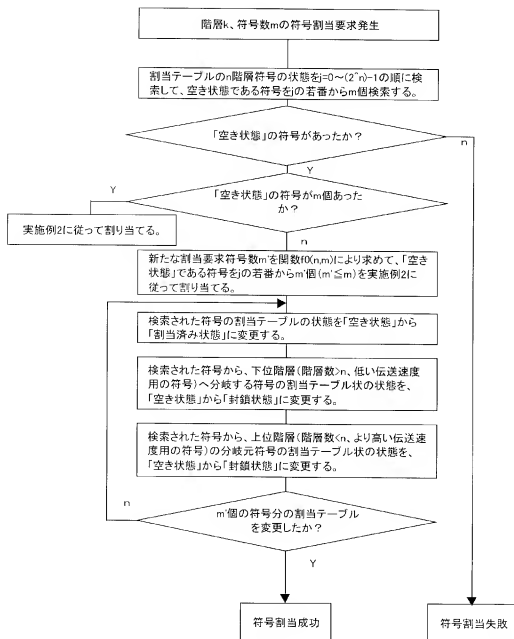 階層k、符号数mの符号割当要求発生
割当テーブルのn階層符号の状態をj=0～(2^n)-1の順に検
索して、空き状態である符号をjの若番からm個検索する。
「空き状態」の符号があったか？
n
Y
「空き状態」の符号がm個あった
か？
Y
実施例2に従って割り当てる。
n
新たな割当要求符号数m'を関数f0(n,m)により求めて、「空き
状態」である符号をjの若番からm'個(m'≦m)を実施例2に
従って割り当てる。
検索された符号の割当テーブルの状態を「空き状態」から
「割当済み状態」に変更する。
検索された符号から、下位階層(階層数>n、低い伝送速度
用の符号)へ分岐する符号の割当テーブル状の状態を、
「空き状態」から「封鎖状態」に変更する。
検索された符号から、上位階層(階層数<n、より高い伝送速
度用の符号)の分岐元符号の割当テーブル状の状態を、
「空き状態」から「封鎖状態」に変更する。
n
m'個の符号分の割当テーブル
を変更したか？
Y
符号割当成功
符号割当失敗